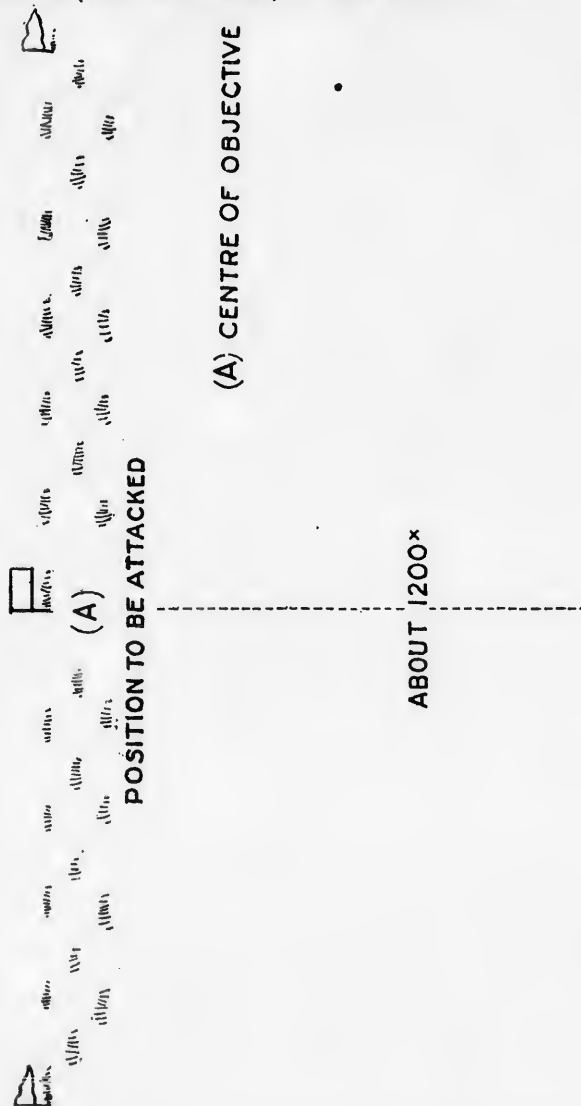 (A)
POSITION TO BE ATTACKED
(A) CENTRE OF OBJECTIVE
ABOUT 1200×